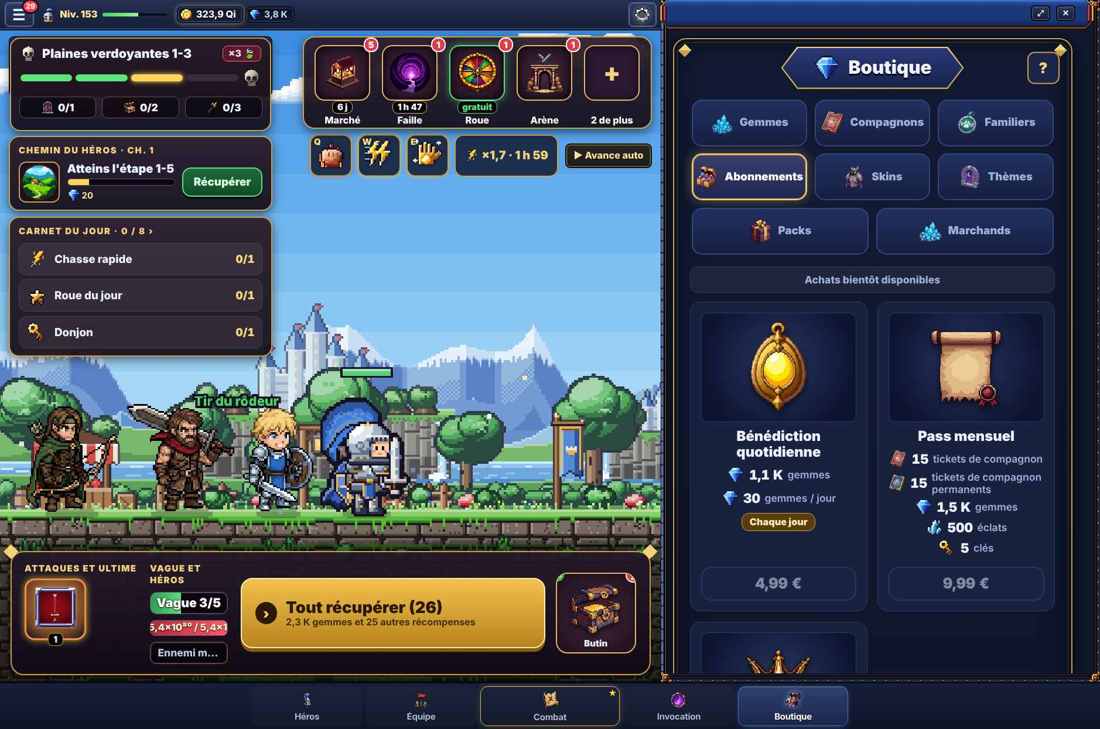 29
Niv. 153
323,9 Qi
3,8 K
Plaines verdoyantes 1-3
×3
0/1
0/2
0/3
CHEMIN DU HÉROS · CH. 1
Atteins l'étape 1-5
20
Récupérer
CARNET DU JOUR · 0 / 8 ›
Chasse rapide
0/1
Roue du jour
0/1
Donjon
0/1
5
6 j
Marché
1
1 h 47
Faille
1
gratuit
Roue
1
Arène
+
2 de plus
Q
W
E
×1,7 · 1 h 59
Avance auto
Tir du rôdeur
ATTAQUES ET ULTIME
1
VAGUE ET
HÉROS
Vague 3/5
Ennemi m...
Tout récupérer (26)
2,3 K gemmes et 25 autres récompenses
Butin
Héros
Équipe
Combat
Invocation
Boutique
Boutique
?
Gemmes
Compagnons
Familiers
Abonnements
Skins
Thèmes
Packs
Marchands
Achats bientôt disponibles
Bénédiction
quotidienne
1,1 K gemmes
30 gemmes / jour
Chaque jour
4,99 €
Pass mensuel
15 tickets de compagnon
15 tickets de compagnon
permanents
1,5 K gemmes
500 éclats
5 clés
9,99 €